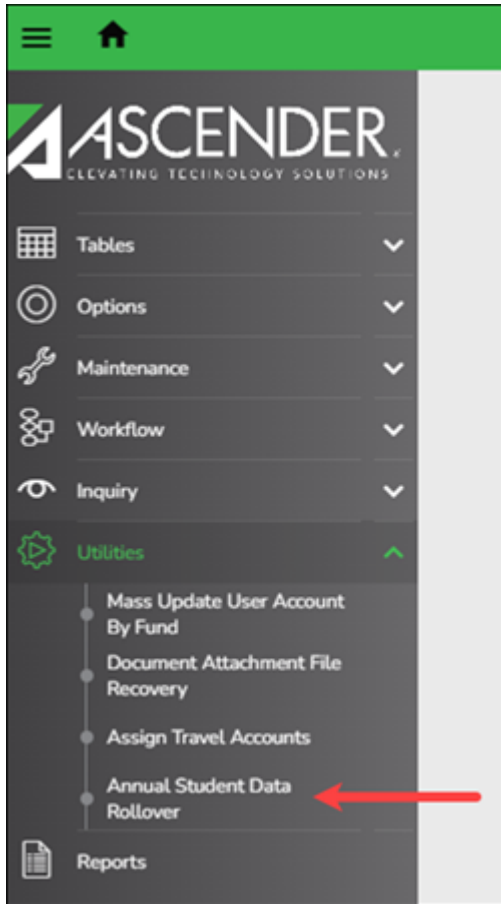 ASCENDER
ELEVATING TECHNOLOGY SOLUTIONS
Tables
Options
Maintenance
Workflow
Inquiry
Utilities
Mass Update User Account
By Fund
Document Attachment File
Recovery
Assign Travel Accounts
Annual Student Data
Rollover
Reports